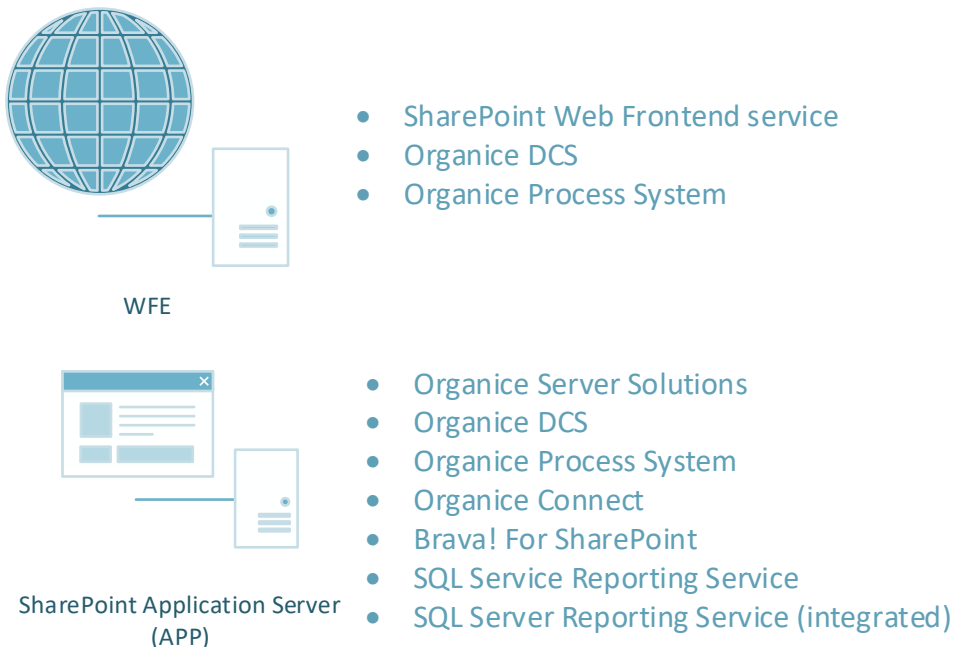 • SharePoint Web Frontend service
• Organice DCS
• Organice Process System
WFE
• Organice Server Solutions
• Organice DCS
• Organice Process System
• Organice Connect
• Brava! For SharePoint
• SQL Service Reporting Service
• SQL Server Reporting Service (integrated)
SharePoint Application Server
(APP)